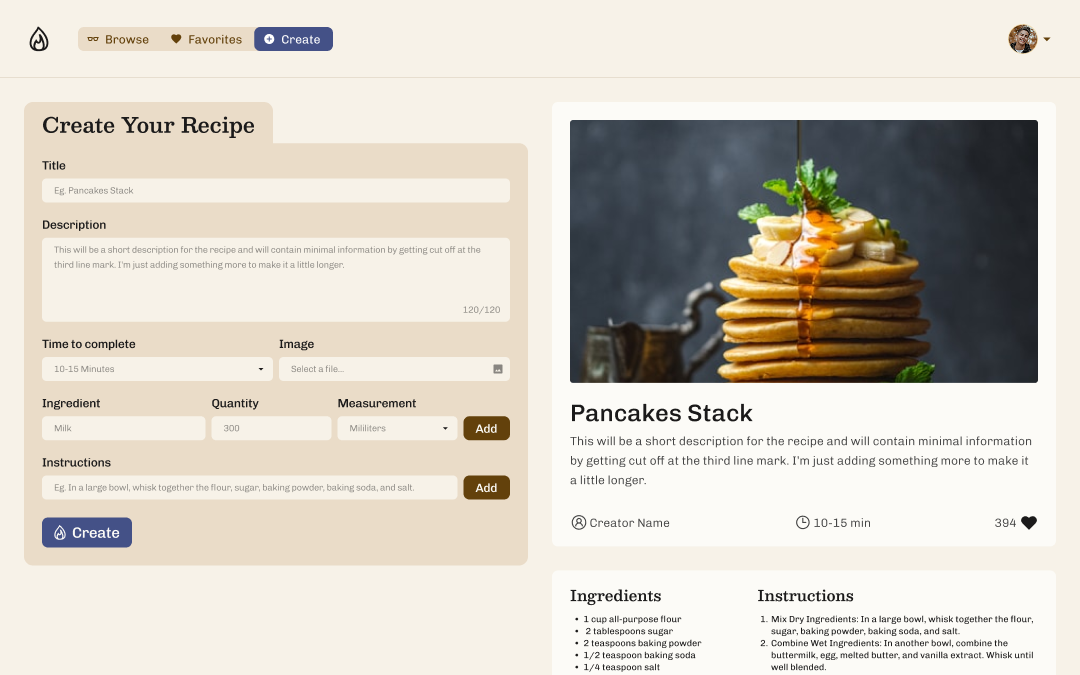 Browse
Favorites
Create
Create Your Recipe
Title
Eg. Pancakes Stack
Description
This will be a short description for the recipe and will contain minimal information by getting cut off at the
third line mark. I'm just adding something more to make it a little longer.
120/120
Time to complete
Image
10-15 Minutes
Select a file...
Ingredient
Quantity
Measurement
Milk
300
Mililiters
Add
Instructions
Eg. In a large bowl, whisk together the flour, sugar, baking powder, baking soda, and salt.
Add
Create
Pancakes Stack
This will be a short description for the recipe and will contain minimal information
by getting cut off at the third line mark. I'm just adding something more to make it
a little longer.
Creator Name
10-15 min
394
Ingredients
• 1 cup all-purpose flour
• 2 tablespoons sugar
• 2 teaspoons baking powder
• 1/2 teaspoon baking soda
• 1/4 teaspoon salt
Instructions
1. Mix Dry Ingredients: In a large bowl, whisk together the flour,
sugar, baking powder, baking soda, and salt.
2. Combine Wet Ingredients: In another bowl, combine the
buttermilk, egg, melted butter, and vanilla extract. Whisk until
well blended.